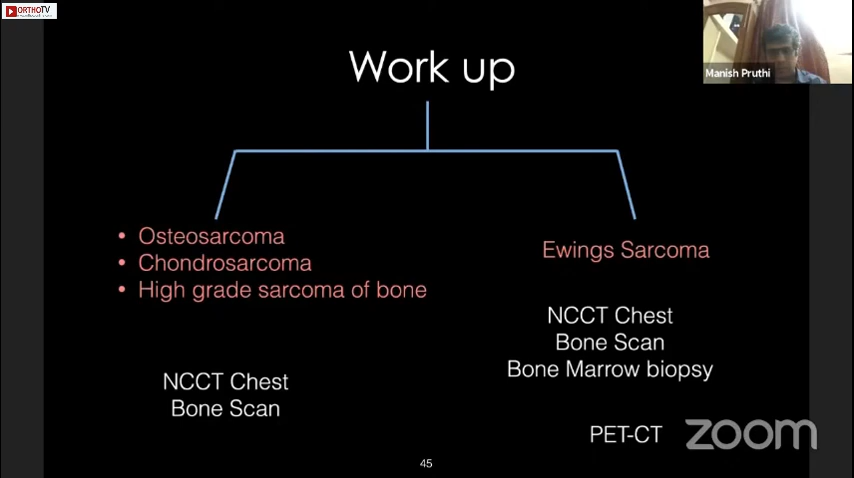 ORTHOTV
Manish Pruthi
Work up
• Osteosarcoma
• Chondrosarcoma
• High grade sarcoma of bone
NCCT Chest
Bone Scan
Ewings Sarcoma
NCCT Chest
Bone Scan
Bone Marrow biopsy
PET-CT
zoom
45